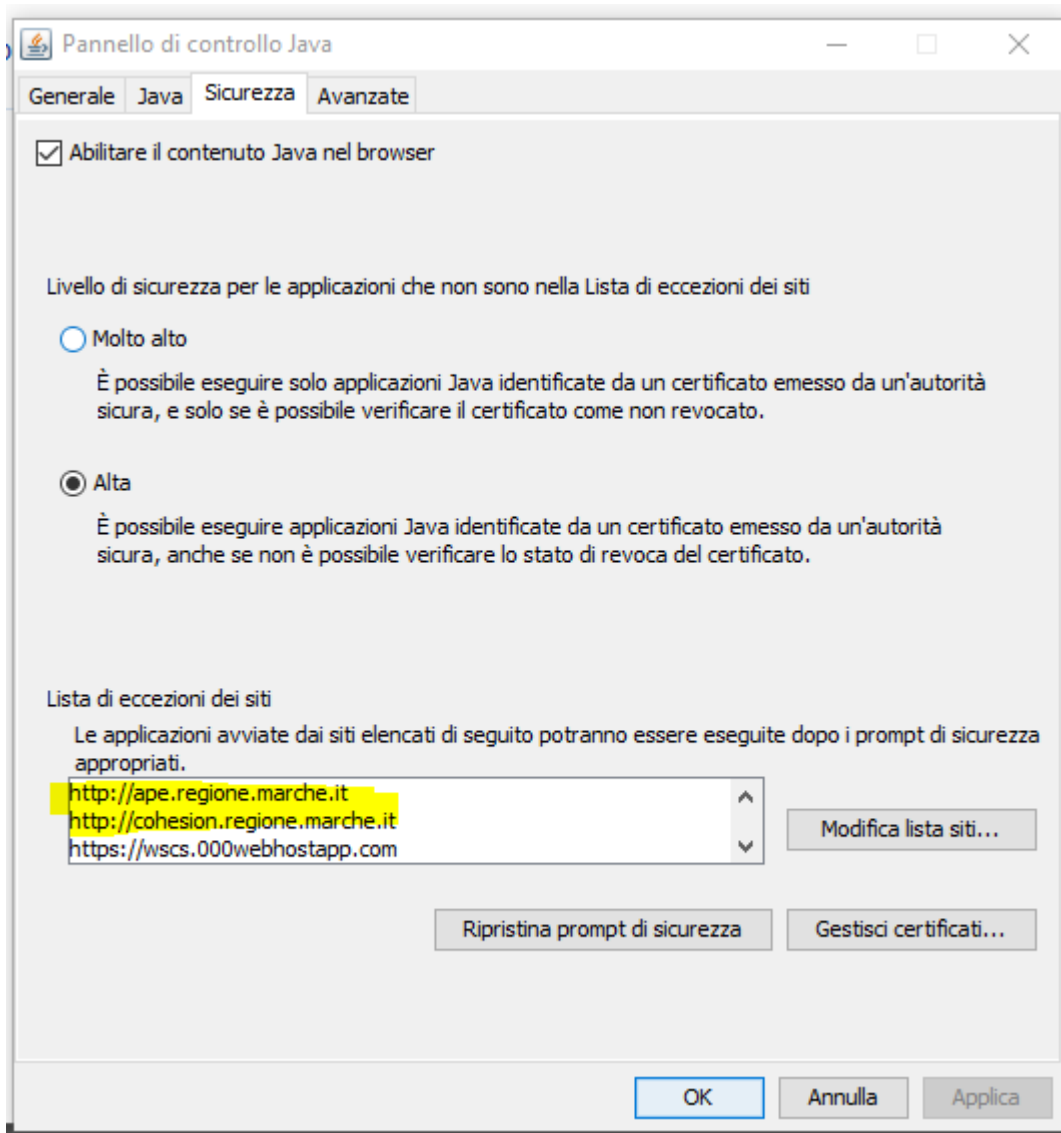 Pannello di controllo Java
Generale Java Sicurezza Avanzate
Abilitare il contenuto Java nel browser
Livello di sicurezza per le applicazioni che non sono nella Lista di eccezioni dei siti
Molto alto
È possibile eseguire solo applicazioni Java identificate da un certificato emesso da un'autorità
sicura, e solo se è possibile verificare il certificato come non revocato.
Alta
È possibile eseguire applicazioni Java identificate da un certificato emesso da un'autorità
sicura, anche se non è possibile verificare lo stato di revoca del certificato.
Lista di eccezioni dei siti
Le applicazioni avviate dai siti elencati di seguito potranno essere eseguite dopo i prompt di sicurezza
appropriati.
http://ape.regione.marche.it
http://cohesion.regione.marche.it
https://wscs.000webhostapp.com
Modifica lista siti...
Ripristina prompt di sicurezza
Gestisci certificati...
OK
Annulla
Applica